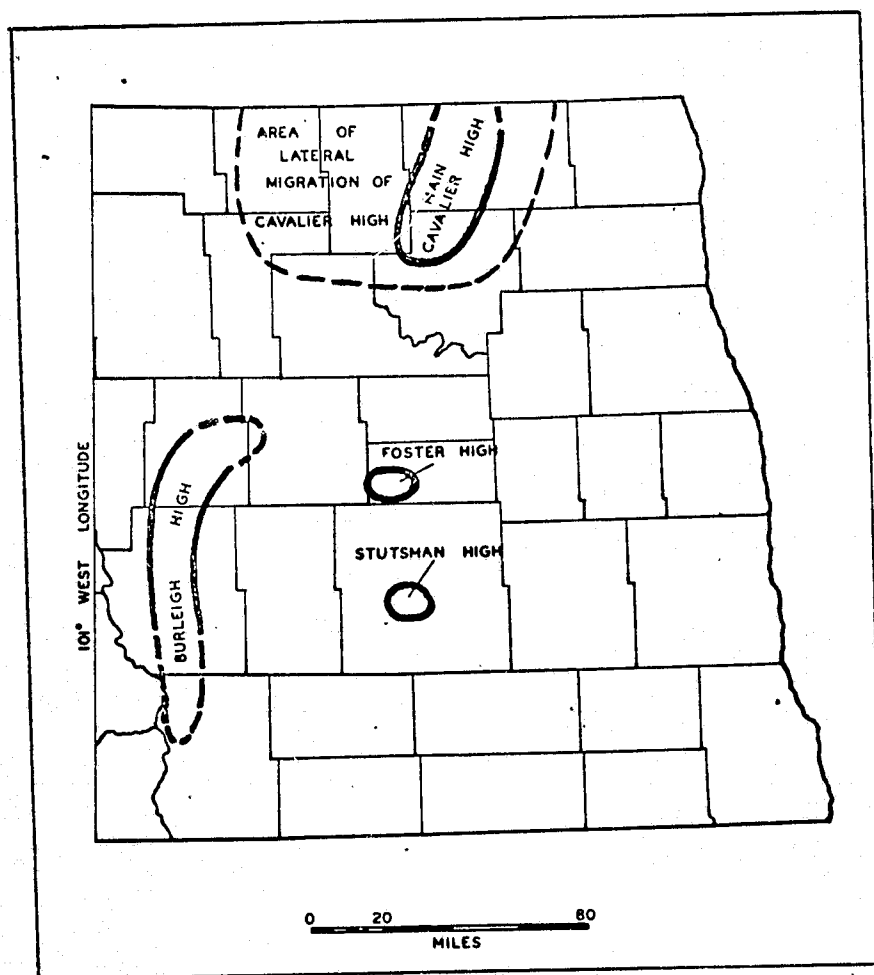 AREA OF
LATERAL
MIGRATION OF
CAVALIER HIGH
MAIN
CAVALIER HIGH
FOSTER HIGH
STUTSMAN HIGH
BURLEIGH HIGH
101° WEST LONGITUDE
0 20 80
MILES